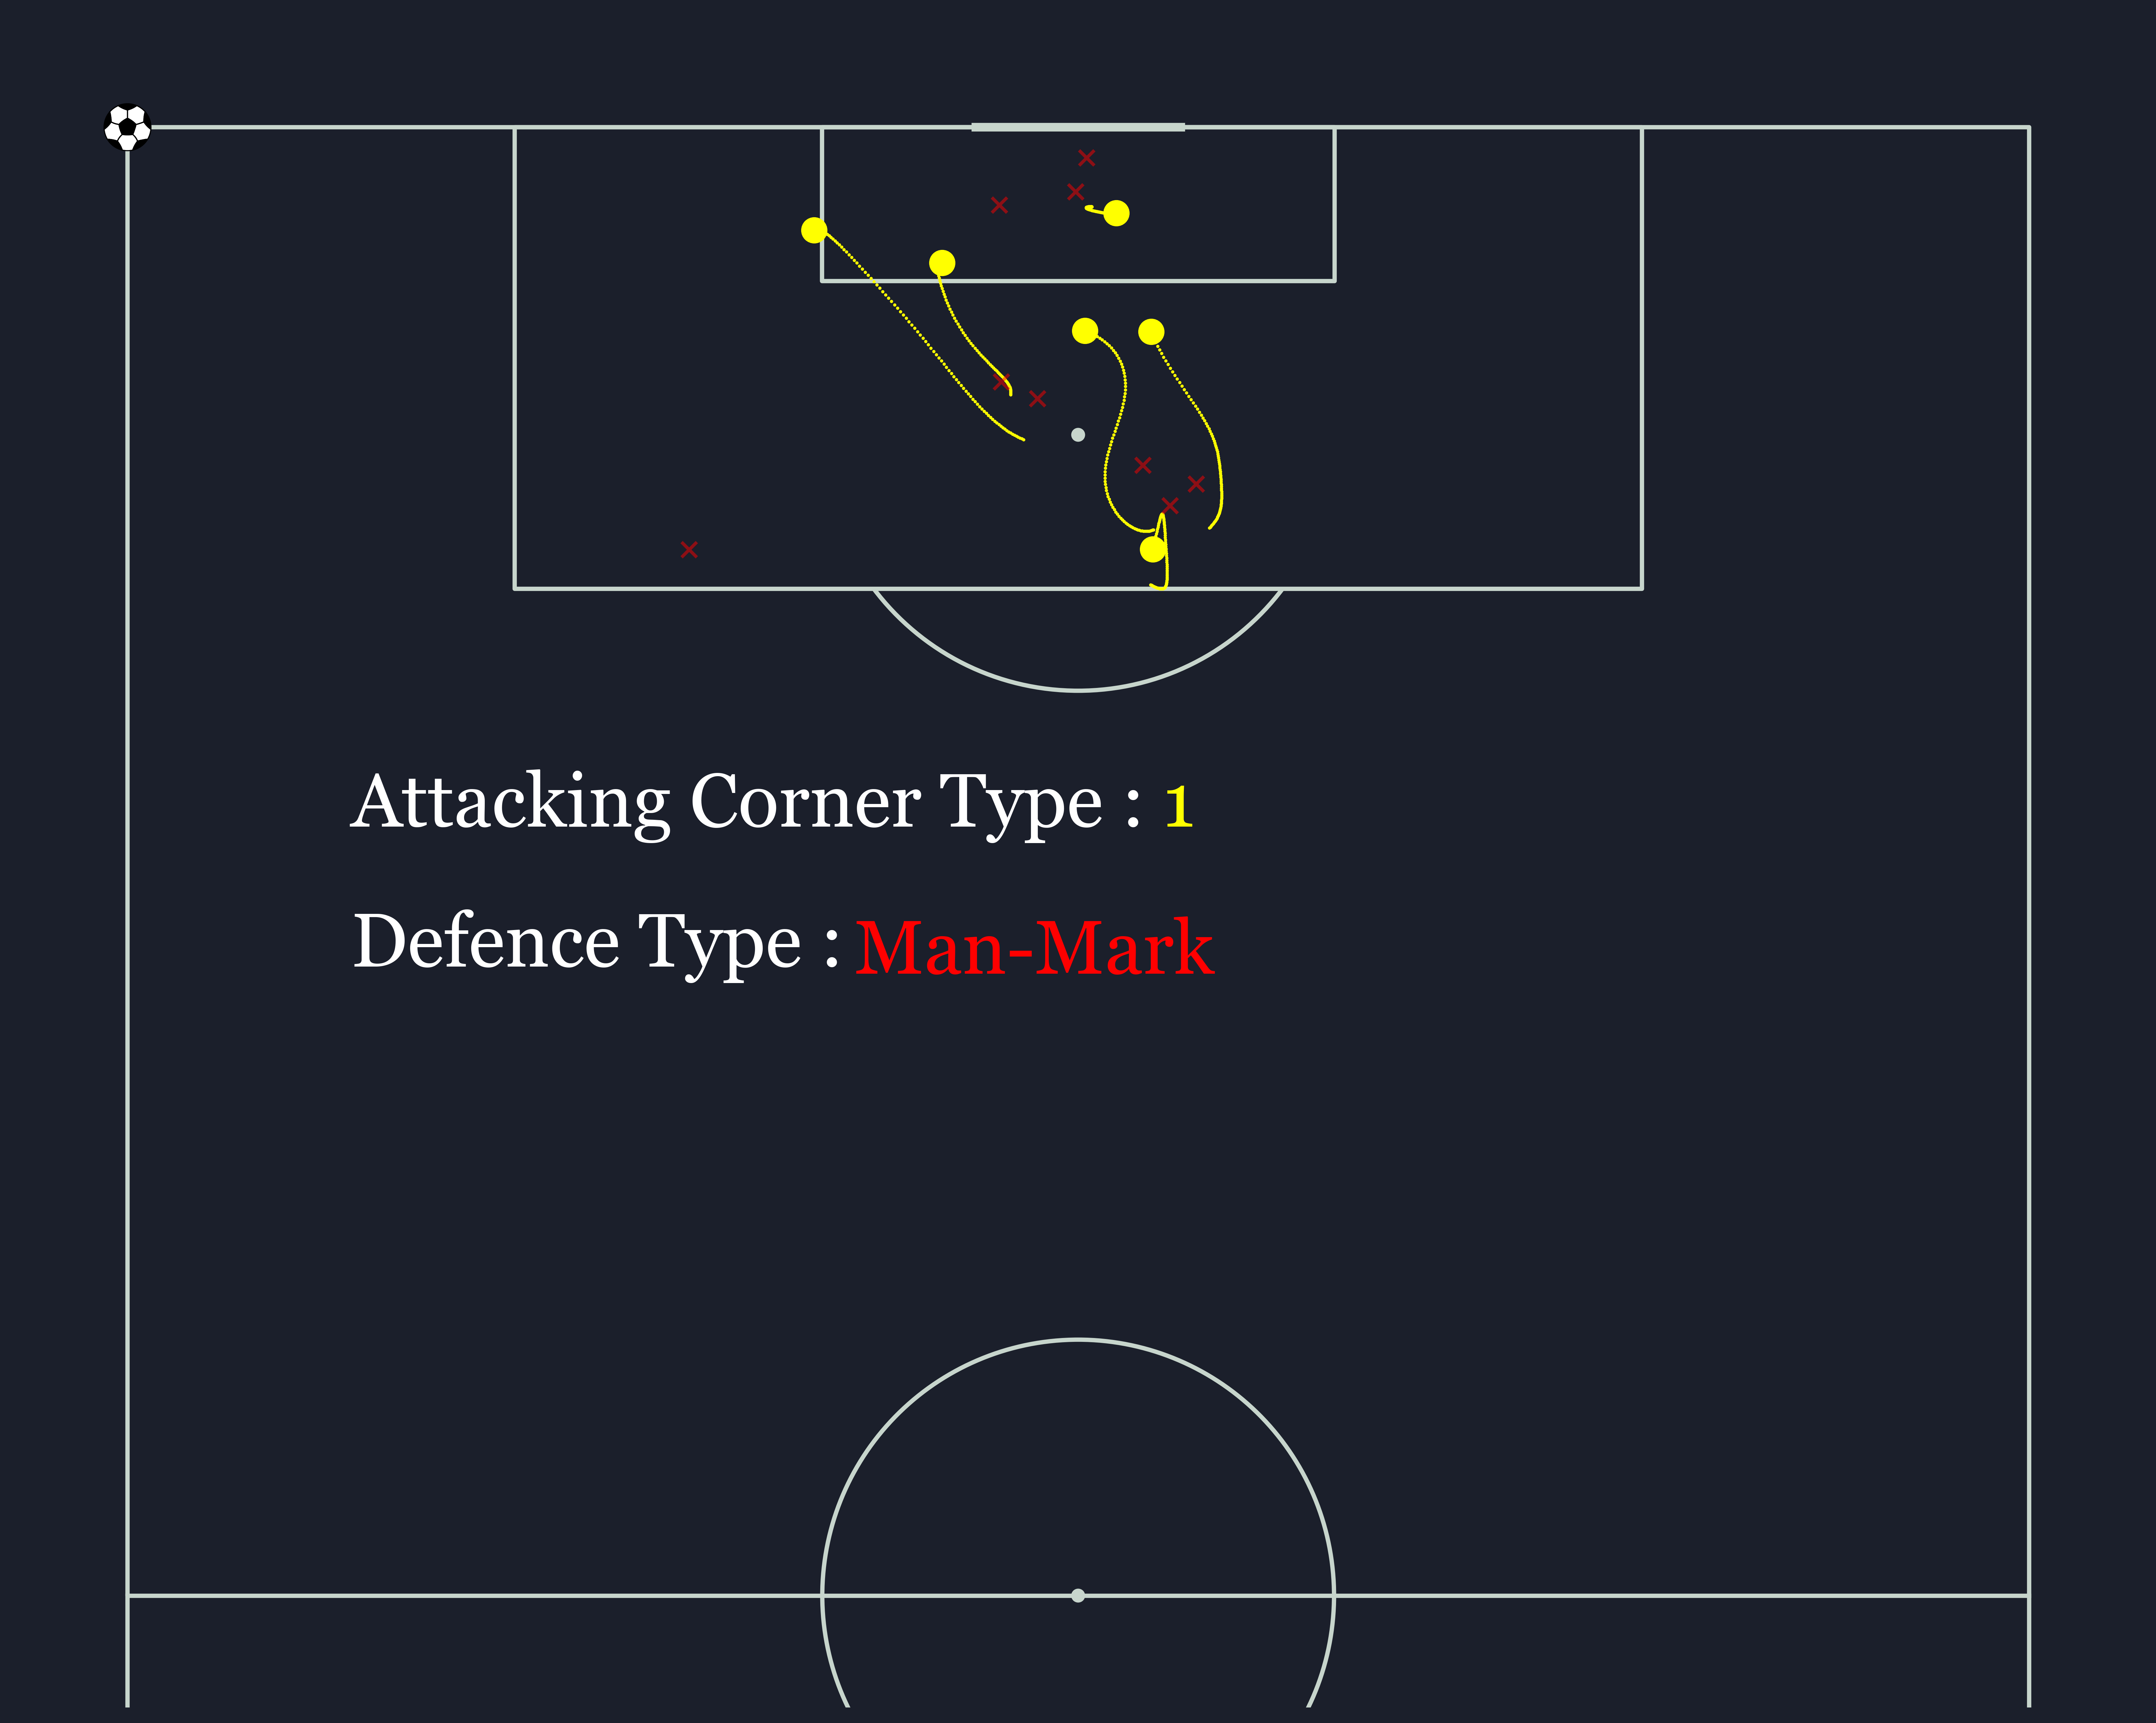 Attacking Corner Type : 1
Defence Type : Man-Mark